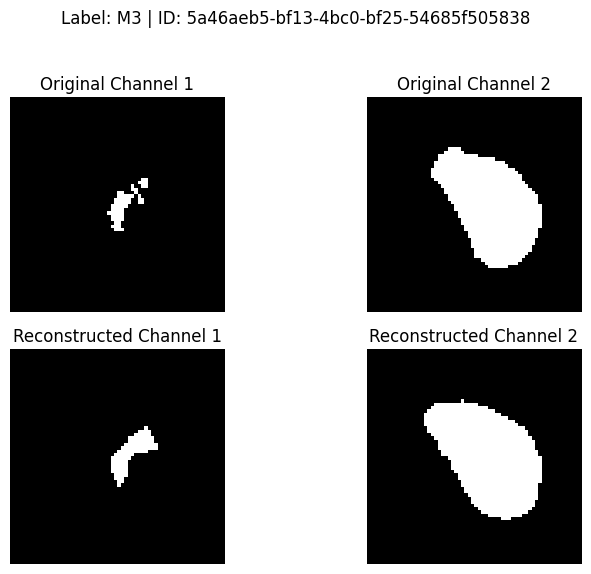 Label: M3 | ID: 5a46aeb5-bf13-4bc0-bf25-54685f505838
Original Channel 1
Original Channel 2
Reconstructed Channel 1
Reconstructed Channel 2